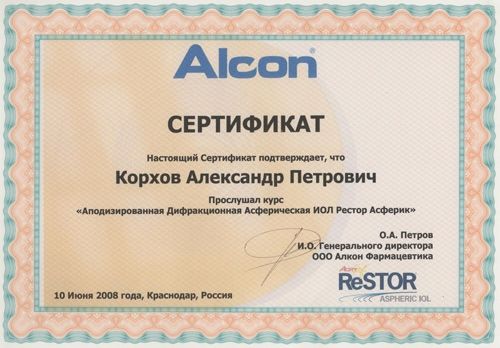 Alcon®
СЕРТИФИКАТ
Настоящий Сертификат подтверждает, что
Корхов Александр Петрович
Прослушал курс
«Аподизированная Дифракционная Асферическая ИОЛ Рестор Асферик»
О.А. Петров
И.О. Генерального директора
ООО Алкон Фармацевтика
ReSTOR
ASPHERIC IOL
10 Июня 2008 года, Краснодар, Россия